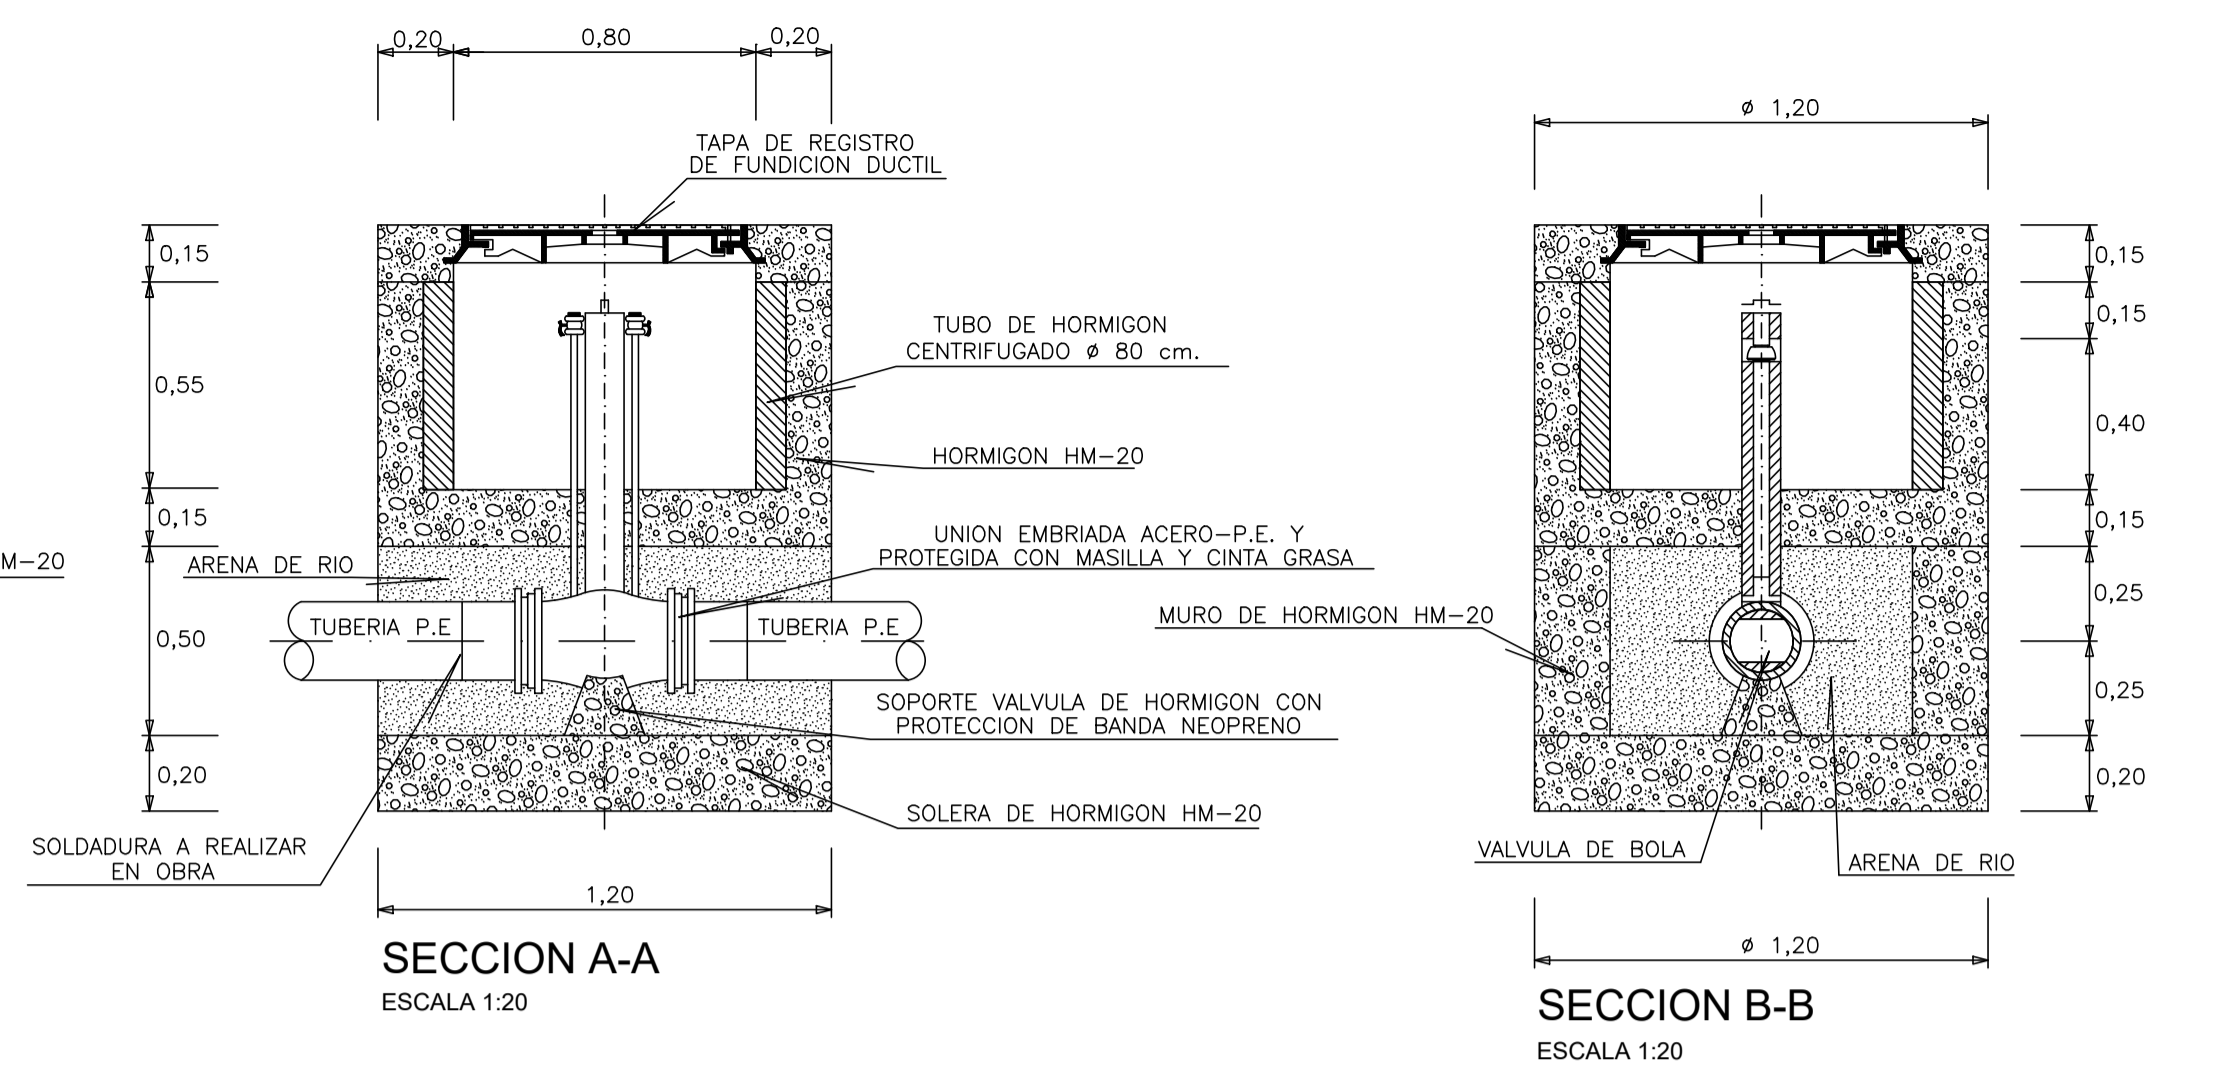 0,20
0,80
0,20
TAPA DE REGISTRO
DE FUNDICION DUCTIL
0,15
0,55
0,15
0,50
0,20
TUBO DE HORMIGON
CENTRIFUGADO ø 80 cm.
HORMIGON HM-20
UNION EMBRIADA ACERO-P.E. Y
PROTEGIDA CON MASILLA Y CINTA GRASA
M-20
ARENA DE RIO
TUBERIA P.E
TUBERIA P.E
SOPORTE VALVULA DE HORMIGON CON
PROTECCION DE BANDA NEOPRENO
SOLERA DE HORMIGON HM-20
SOLDADURA A REALIZAR
EN OBRA
1,20
SECCION A-A
ESCALA 1:20
ø 1,20
0,15
0,15
0,40
0,15
0,25
0,25
0,20
MURO DE HORMIGON HM-20
VALVULA DE BOLA
ARENA DE RIO
ø 1,20
SECCION B-B
ESCALA 1:20